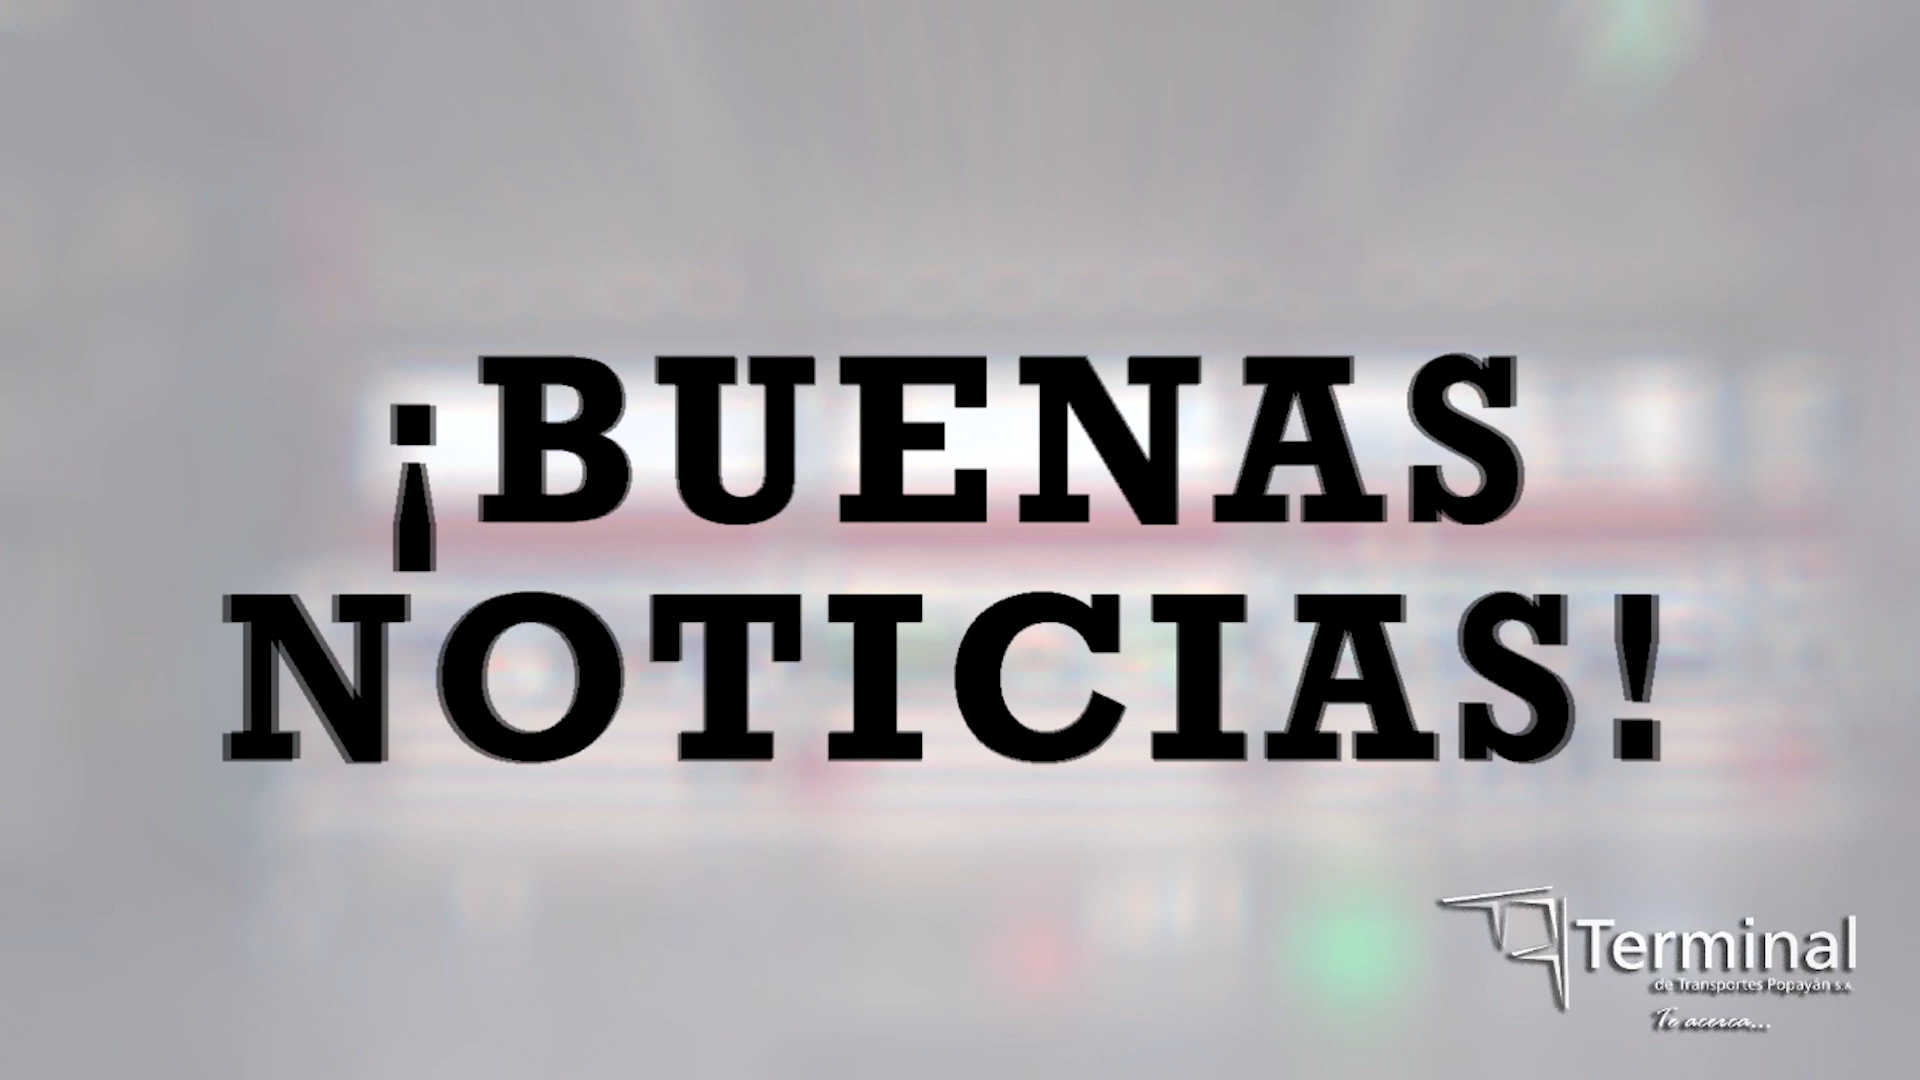 ¡BUENAS
NOTICIAS!
Terminal
de Transportes Popayán S.A.
Te acerca...